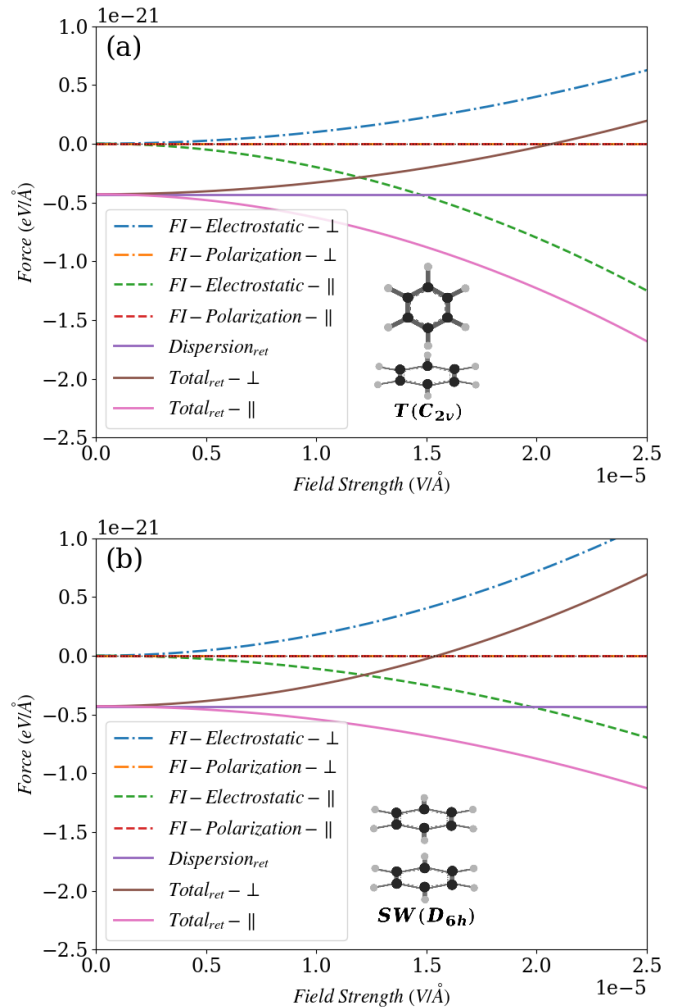 1e−21
(a)
1.0
0.5
0.0
−0.5
−1.0
−1.5
−2.0
−2.5
Force (eV/Å)
FI − Electrostatic − ⊥
FI − Polarization − ⊥
FI − Electrostatic − ∥
FI − Polarization − ∥
Dispersion_ret
Total_ret − ⊥
Total_ret − ∥
T(C_2v)
0.0 0.5 1.0 1.5 2.0 2.5
1e−5
Field Strength (V/Å)
1e−21
(b)
1.0
0.5
0.0
−0.5
−1.0
−1.5
−2.0
−2.5
Force (eV/Å)
FI − Electrostatic − ⊥
FI − Polarization − ⊥
FI − Electrostatic − ∥
FI − Polarization − ∥
Dispersion_ret
Total_ret − ⊥
Total_ret − ∥
SW(D_6h)
0.0 0.5 1.0 1.5 2.0 2.5
1e−5
Field Strength (V/Å)